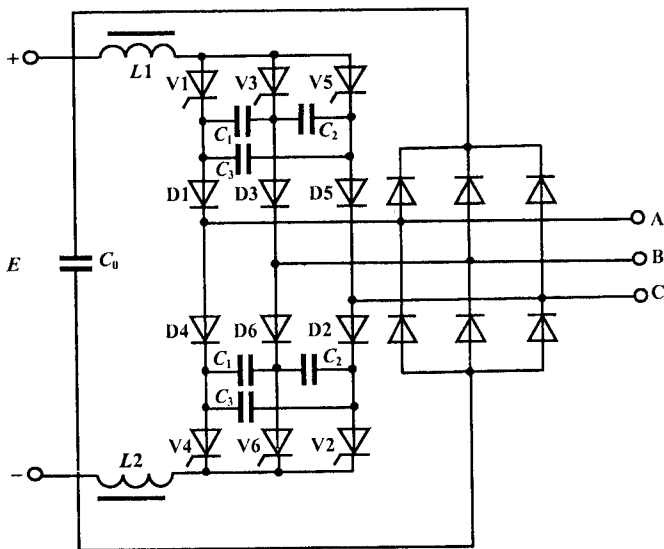 +
L1
V1 V3 V5
C₁ C₂
C₃
D1 D3 D5
A
E C₀ B
C
D4 D6 D2
C₁ C₂
C₃
V4 V6 V2
−
L2